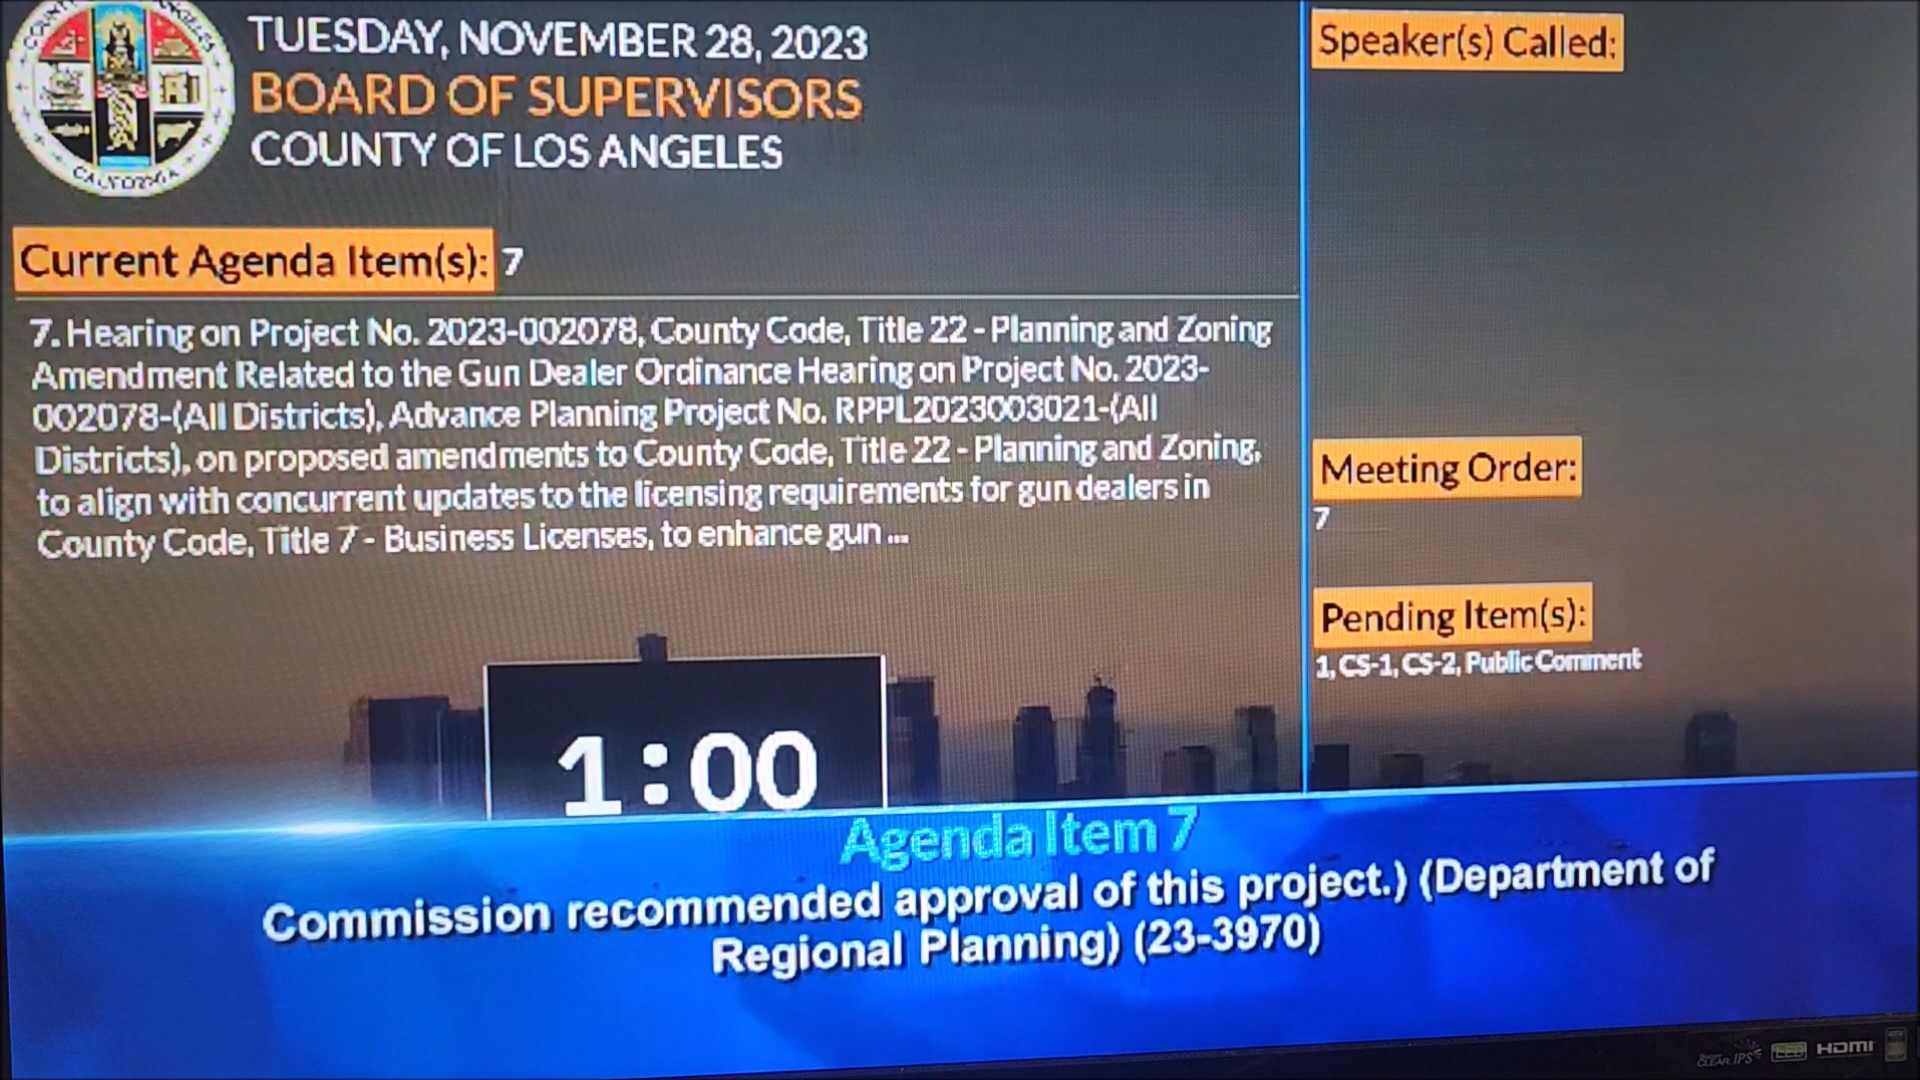 TUESDAY, NOVEMBER 28, 2023
BOARD OF SUPERVISORS
COUNTY OF LOS ANGELES
CALIFORNIA
Current Agenda Item(s): 7
7. Hearing on Project No. 2023-002078, County Code, Title 22 - Planning and Zoning
Amendment Related to the Gun Dealer Ordinance Hearing on Project No. 2023-
002078-(All Districts), Advance Planning Project No. RPPL2023003021-(All
Districts), on proposed amendments to County Code, Title 22 - Planning and Zoning,
to align with concurrent updates to the licensing requirements for gun dealers in
County Code, Title 7 - Business Licenses, to enhance gun ...
1:00
Speaker(s) Called:
Meeting Order:
7
Pending Item(s):
1, CS-1, CS-2, Public Comment
Agenda Item 7
Commission recommended approval of this project.) (Department of
Regional Planning) (23-3970)
CLEAR IPS LED HDMI